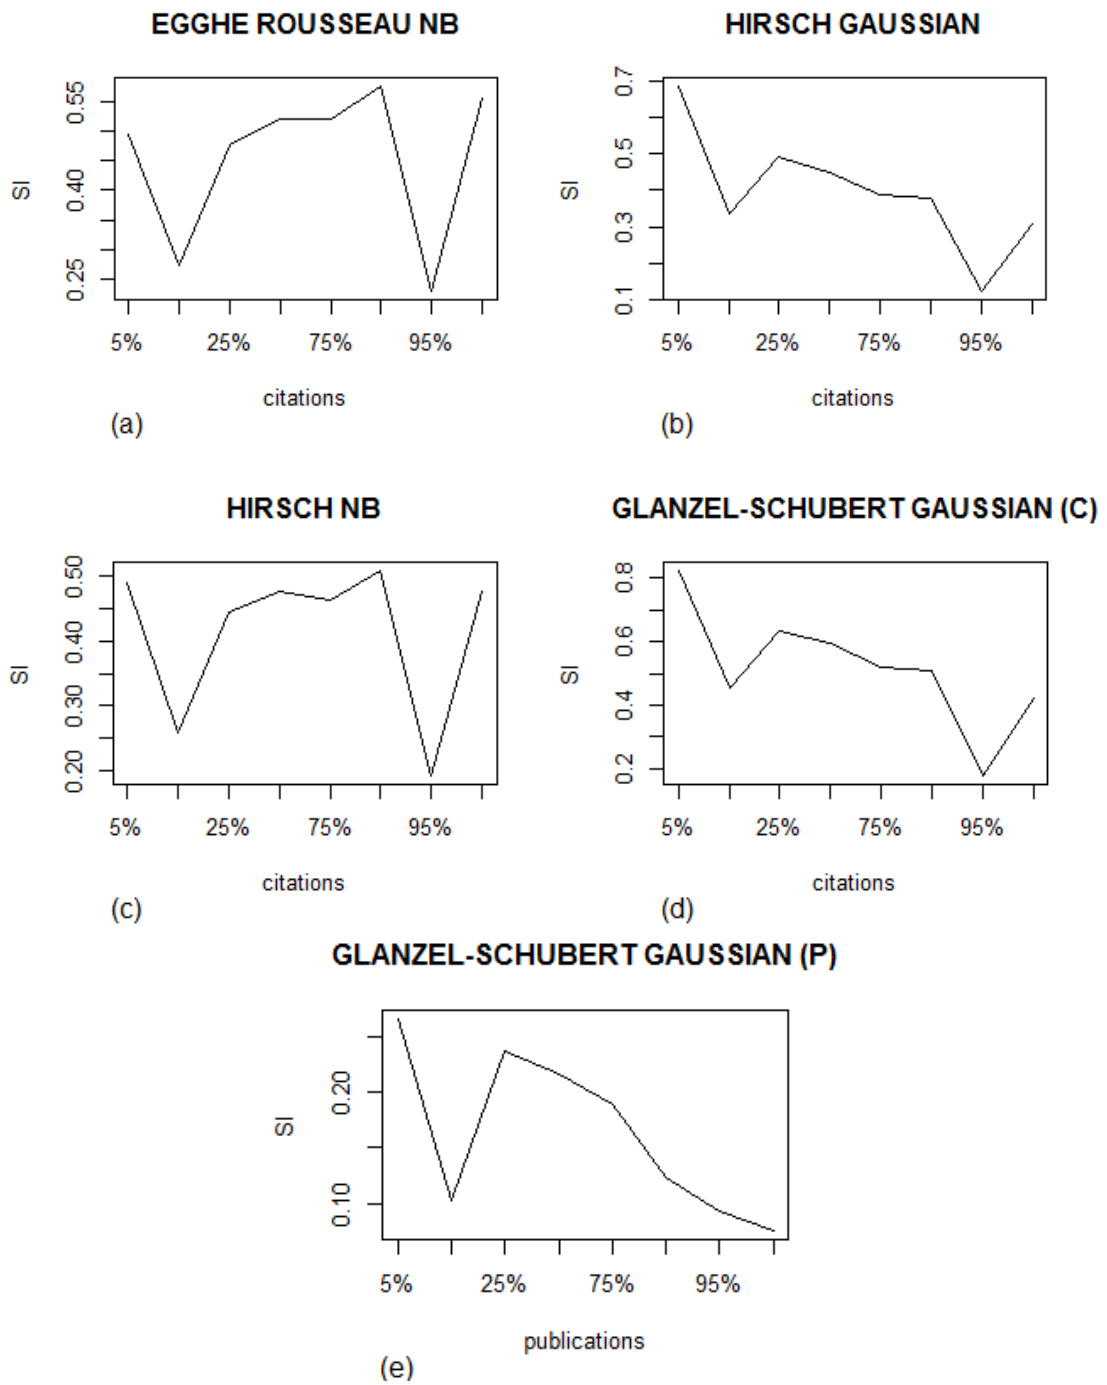 EGGHE ROUSSEAU NB
HIRSCH GAUSSIAN
SI
0.55
0.40
0.25
5% 25% 75% 95%
citations
(a)
SI
0.7
0.5
0.3
0.1
5% 25% 75% 95%
citations
(b)
HIRSCH NB
GLANZEL-SCHUBERT GAUSSIAN (C)
SI
0.50
0.40
0.30
0.20
5% 25% 75% 95%
citations
(c)
SI
0.8
0.6
0.4
0.2
5% 25% 75% 95%
citations
(d)
GLANZEL-SCHUBERT GAUSSIAN (P)
SI
0.20
0.10
5% 25% 75% 95%
publications
(e)